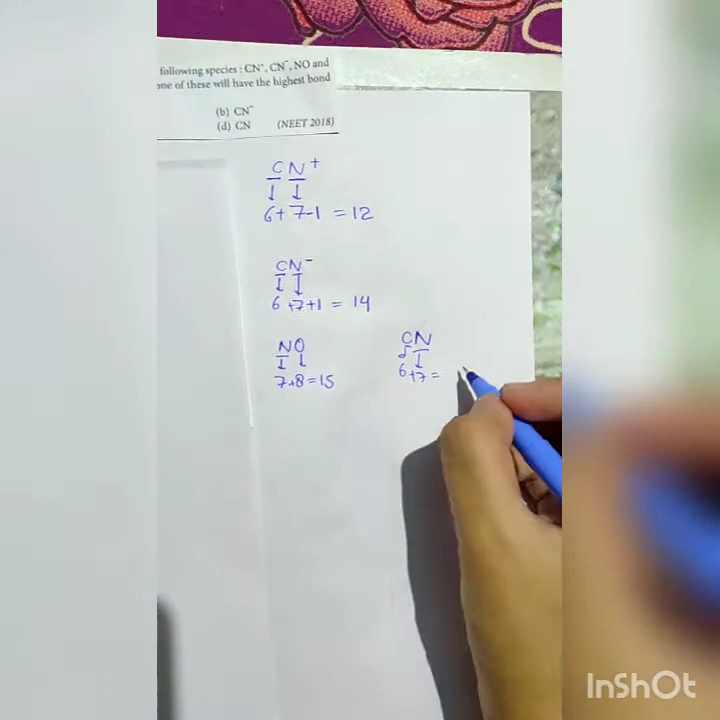 following species : CN⁺, CN⁻, NO and
one of these will have the highest bond
(b) CN⁻
(d) CN (NEET 2018)
CN⁺
↓ ↓
6+7-1 = 12
CN⁻
↓ ↓
6+7+1 = 14
NO CN
↓ ↓ ↓ ↓
7+8=15 6+7=
InShOt